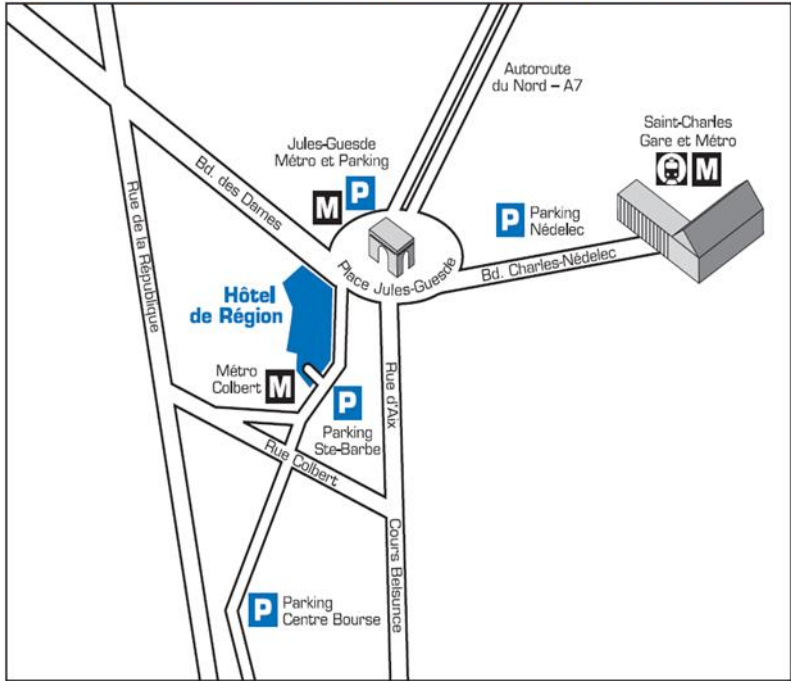 Autoroute
du Nord – A7
Saint-Charles
Gare et Métro
M
Jules-Guesde
Métro et Parking
M
P
Bd. des Dames
P
Parking
Nédelec
Rue de la République
Place Jules-Guesde
Bd. Charles-Nédelec
Hôtel
de Région
Métro
Colbert
M
P
Parking
Ste-Barbe
Rue d'Aix
Rue Colbert
Cours Belsunce
P
Parking
Centre Bourse